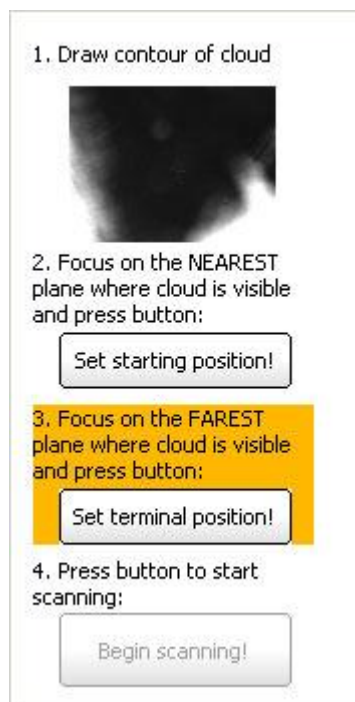 1. Draw contour of cloud
2. Focus on the NEAREST
plane where cloud is visible
and press button:
Set starting position!
3. Focus on the FAREST
plane where cloud is visible
and press button:
Set terminal position!
4. Press button to start
scanning:
Begin scanning!